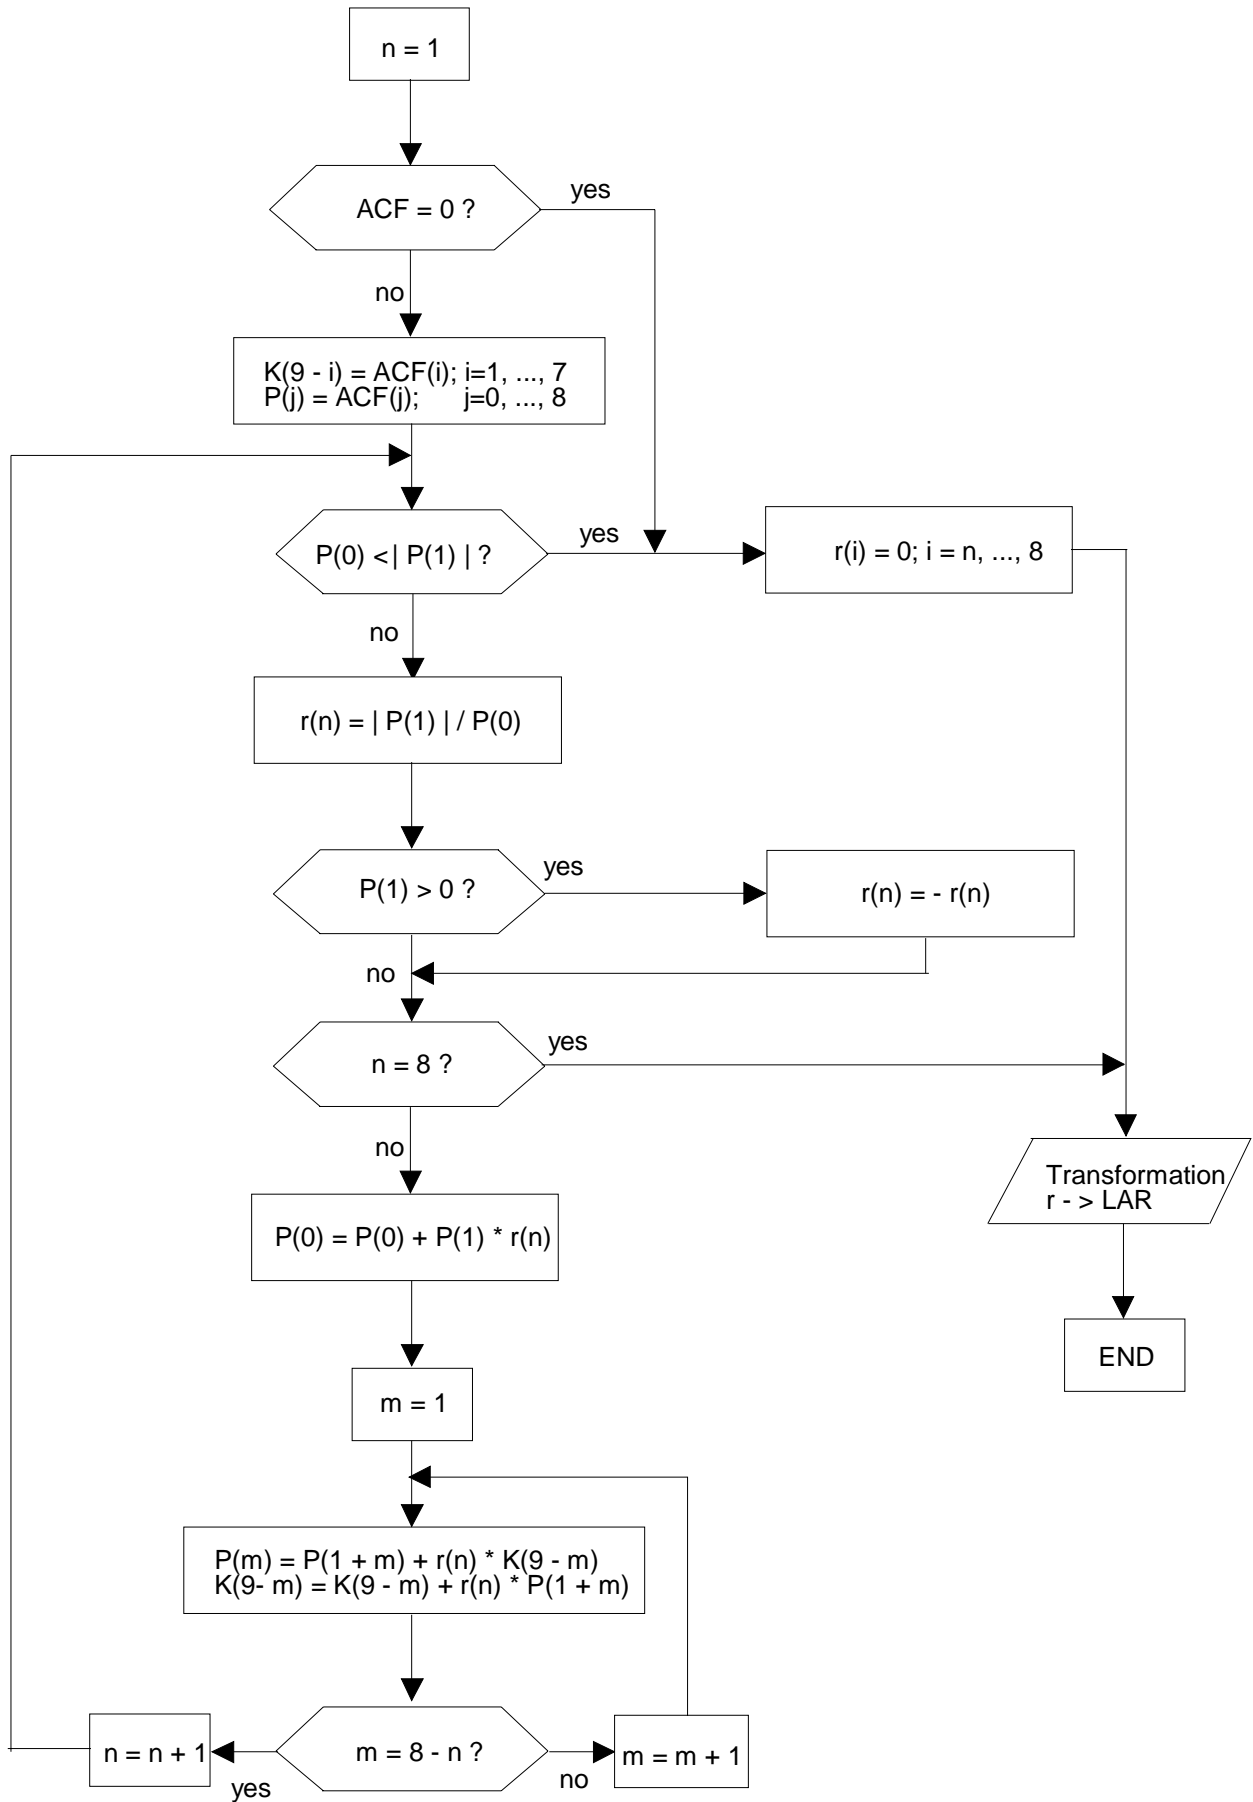 n = 1
ACF = 0 ?
yes
no
K(9 - i) = ACF(i); i=1, ..., 7
P(j) = ACF(j); j=0, ..., 8
P(0) <| P(1) | ?
yes
r(i) = 0; i = n, ..., 8
no
r(n) = | P(1) | / P(0)
P(1) > 0 ?
yes
r(n) = - r(n)
no
n = 8 ?
yes
no
Transformation
r - > LAR
P(0) = P(0) + P(1) * r(n)
END
m = 1
P(m) = P(1 + m) + r(n) * K(9 - m)
K(9- m) = K(9 - m) + r(n) * P(1 + m)
n = n + 1
yes
m = 8 - n ?
no
m = m + 1